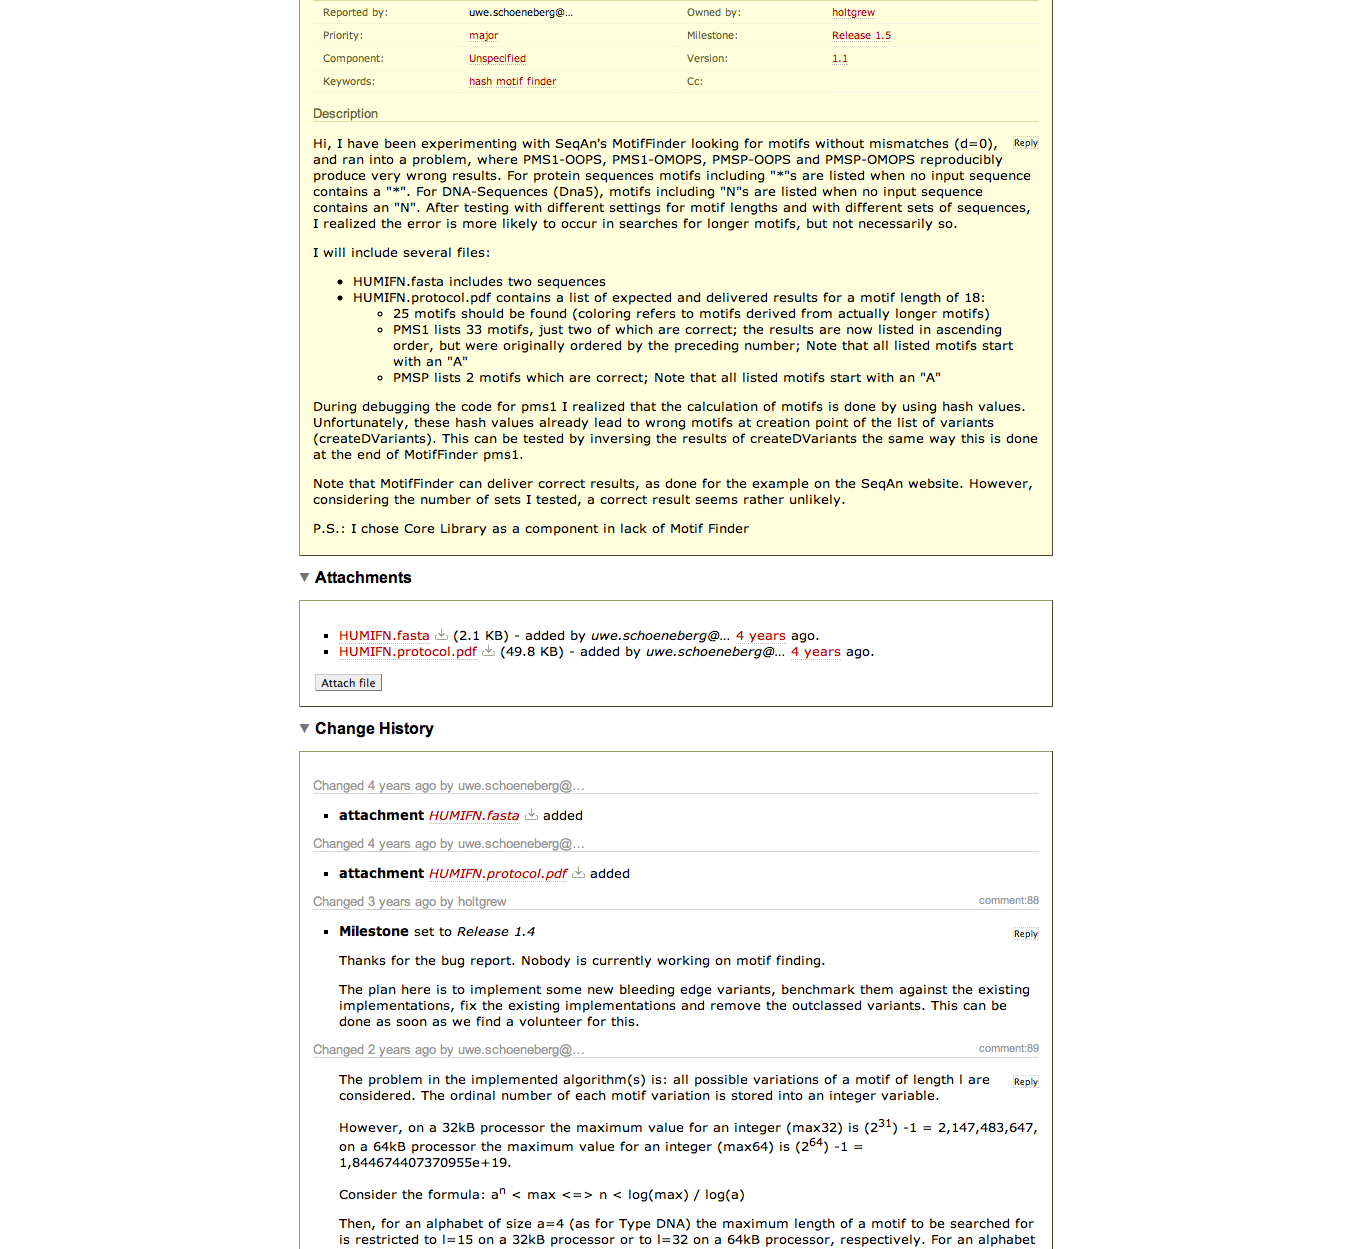 Reported by: uwe.schoeneberg@... Owned by: holtgrew
Priority: major Milestone: Release 1.5
Component: Unspecified Version: 1.1
Keywords: hash motif finder Cc:
Description
Reply
Hi, I have been experimenting with SeqAn's MotifFinder looking for motifs without mismatches (d=0),
and ran into a problem, where PMS1-OOPS, PMS1-OMOPS, PMSP-OOPS and PMSP-OMOPS reproducibly
produce very wrong results. For protein sequences motifs including "*"s are listed when no input sequence
contains a "*". For DNA-Sequences (Dna5), motifs including "N"s are listed when no input sequence
contains an "N". After testing with different settings for motif lengths and with different sets of sequences,
I realized the error is more likely to occur in searches for longer motifs, but not necessarily so.
I will include several files:
• HUMIFN.fasta includes two sequences
• HUMIFN.protocol.pdf contains a list of expected and delivered results for a motif length of 18:
◦ 25 motifs should be found (coloring refers to motifs derived from actually longer motifs)
◦ PMS1 lists 33 motifs, just two of which are correct; the results are now listed in ascending
order, but were originally ordered by the preceding number; Note that all listed motifs start
with an "A"
◦ PMSP lists 2 motifs which are correct; Note that all listed motifs start with an "A"
During debugging the code for pms1 I realized that the calculation of motifs is done by using hash values.
Unfortunately, these hash values already lead to wrong motifs at creation point of the list of variants
(createDVariants). This can be tested by inversing the results of createDVariants the same way this is done
at the end of MotifFinder pms1.
Note that MotifFinder can deliver correct results, as done for the example on the SeqAn website. However,
considering the number of sets I tested, a correct result seems rather unlikely.
P.S.: I chose Core Library as a component in lack of Motif Finder
▼ Attachments
▪ HUMIFN.fasta (2.1 KB) - added by uwe.schoeneberg@... 4 years ago.
▪ HUMIFN.protocol.pdf (49.8 KB) - added by uwe.schoeneberg@... 4 years ago.
Attach file
▼ Change History
Changed 4 years ago by uwe.schoeneberg@...
▪ attachment HUMIFN.fasta added
Changed 4 years ago by uwe.schoeneberg@...
▪ attachment HUMIFN.protocol.pdf added
Changed 3 years ago by holtgrew comment:88
▪ Milestone set to Release 1.4
Reply
Thanks for the bug report. Nobody is currently working on motif finding.
The plan here is to implement some new bleeding edge variants, benchmark them against the existing
implementations, fix the existing implementations and remove the outclassed variants. This can be
done as soon as we find a volunteer for this.
Changed 2 years ago by uwe.schoeneberg@... comment:89
Reply
The problem in the implemented algorithm(s) is: all possible variations of a motif of length l are
considered. The ordinal number of each motif variation is stored into an integer variable.
However, on a 32kB processor the maximum value for an integer (max32) is (2^31) -1 = 2,147,483,647,
on a 64kB processor the maximum value for an integer (max64) is (2^64) -1 =
1,844674407370955e+19.
Consider the formula: a^n < max <=> n < log(max) / log(a)
Then, for an alphabet of size a=4 (as for Type DNA) the maximum length of a motif to be searched for
is restricted to l=15 on a 32kB processor or to l=32 on a 64kB processor, respectively. For an alphabet